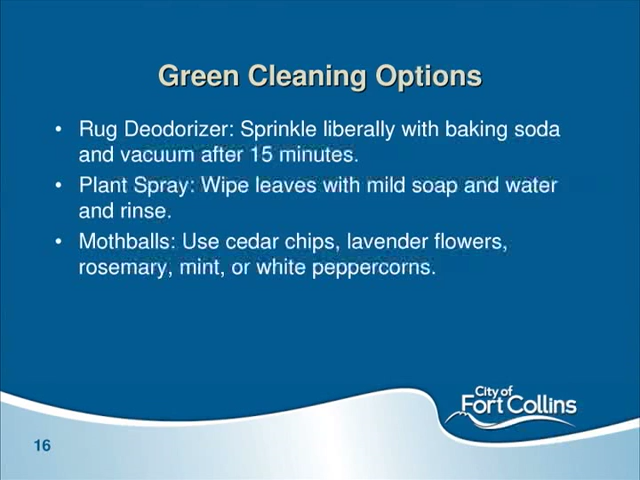 Green Cleaning Options
• Rug Deodorizer: Sprinkle liberally with baking soda
and vacuum after 15 minutes.
• Plant Spray: Wipe leaves with mild soap and water
and rinse.
• Mothballs: Use cedar chips, lavender flowers,
rosemary, mint, or white peppercorns.
City of
Fort Collins
16